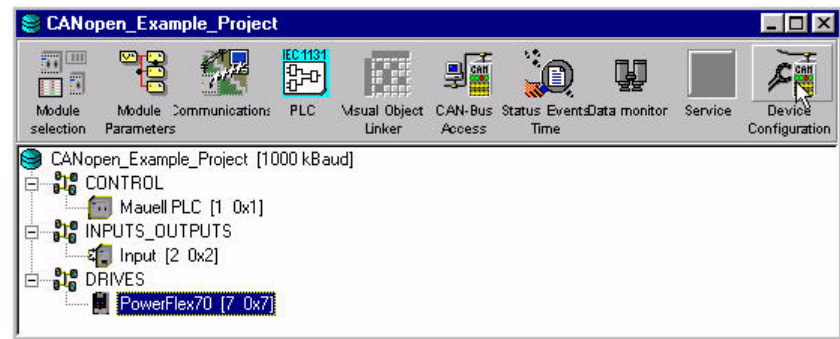 CANopen_Example_Project
IEC 1131
CAN
CAN
Module selection
Module Parameters
Communications
PLC
Visual Object Linker
CAN-Bus Access
Status Events Time
Data monitor
Service
Device Configuration
CANopen_Example_Project [1000 kBaud]
CONTROL
Mauell PLC [1 0x1]
INPUTS_OUTPUTS
Input [2 0x2]
DRIVES
PowerFlex70 [7 0x7]